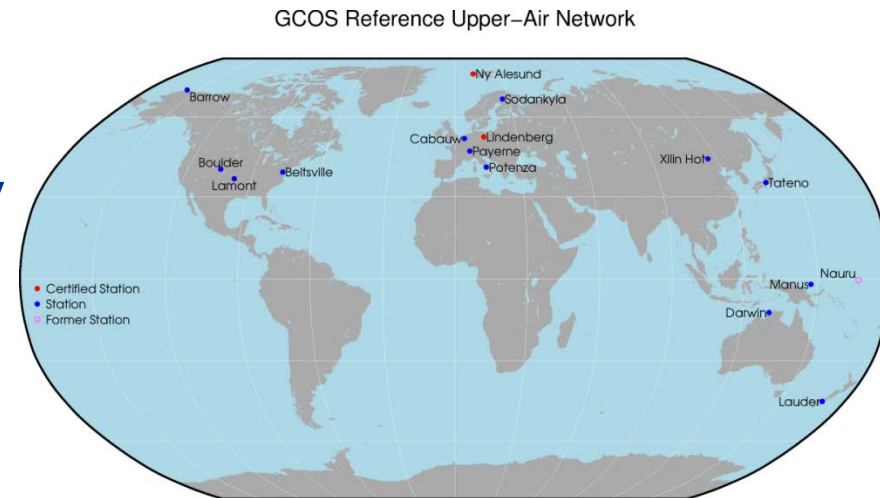 GCOS Reference Upper-Air Network
Ny Alesund
Barrow
Sodankyla
Cabauw
Lindenberg
Payerne
Potenza
Boulder
Lamont
Beltsville
Xilin Hot
Tateno
Nauru
Manus
Darwin
Lauder
Certified Station
Station
Former Station